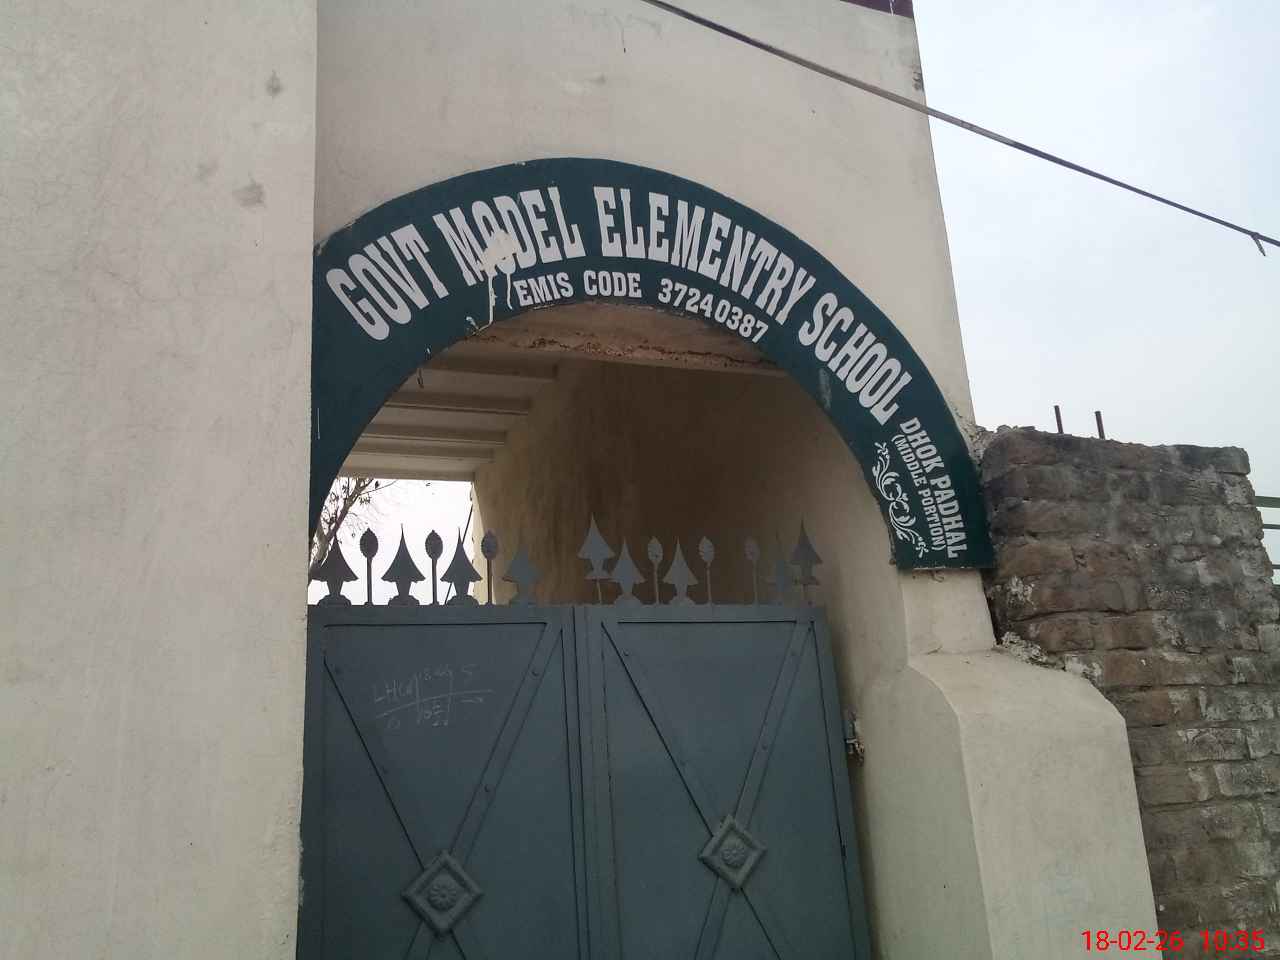 GOVT MODEL ELEMENTRY SCHOOL
EMIS CODE 37240387
DHOK PADHAL
(MIDDLE PORTION)
18-02-26 10:35